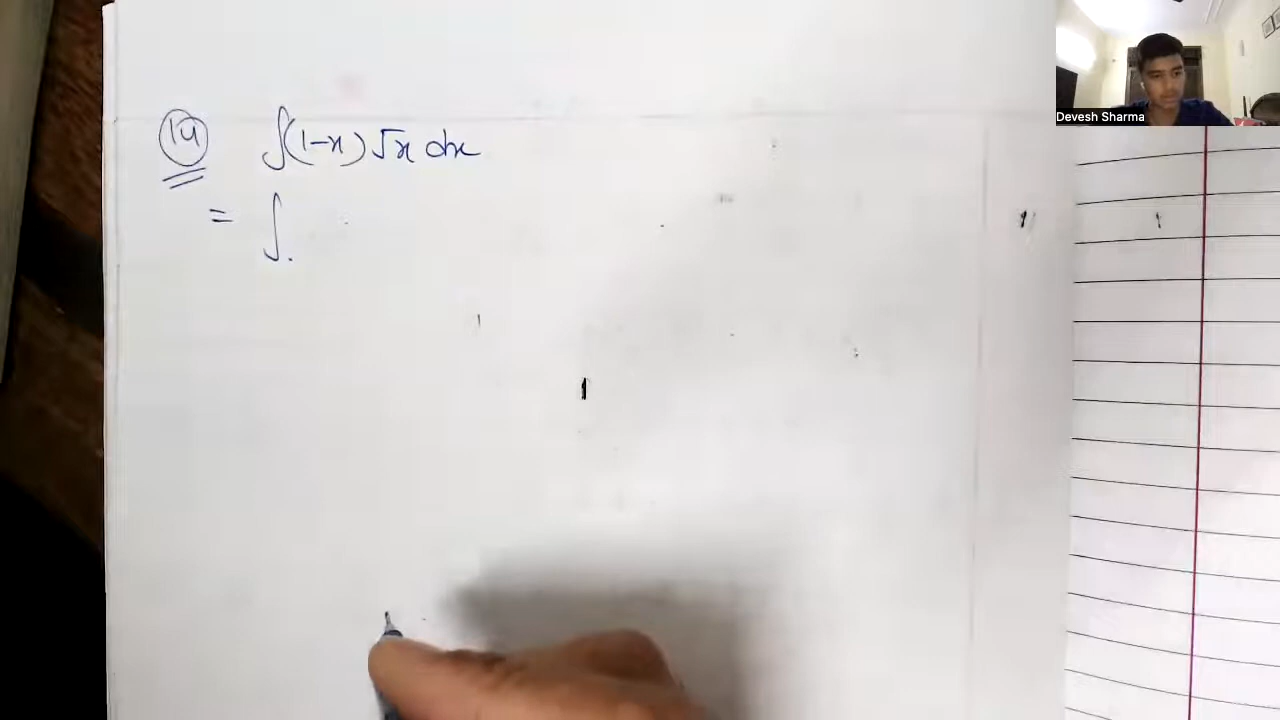 14 ∫(1-x) √x dx
= ∫
Devesh Sharma